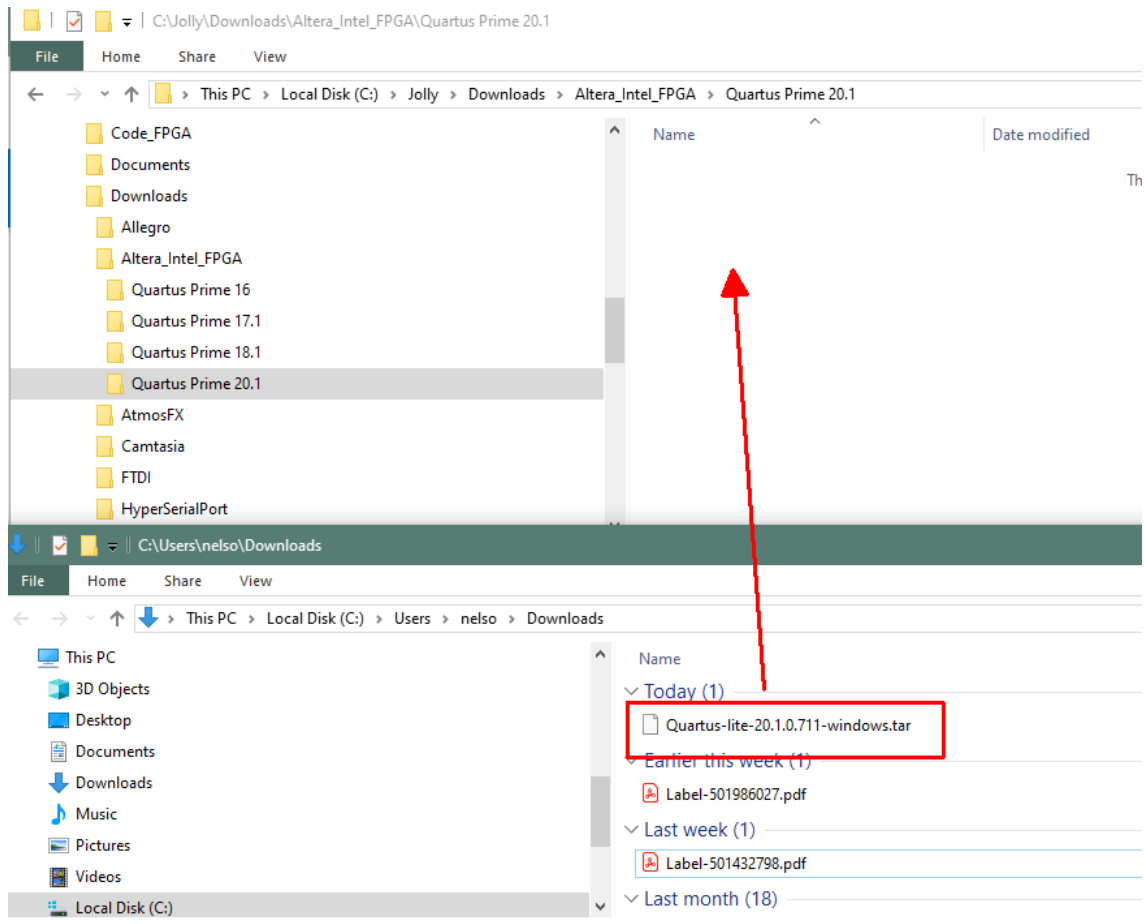 C:\Jolly\Downloads\Altera_Intel_FPGA\Quartus Prime 20.1
File Home Share View
This PC > Local Disk (C:) > Jolly > Downloads > Altera_Intel_FPGA > Quartus Prime 20.1
Code_FPGA
Documents
Downloads
Allegro
Altera_Intel_FPGA
Quartus Prime 16
Quartus Prime 17.1
Quartus Prime 18.1
Quartus Prime 20.1
AtmosFX
Camtasia
FTDI
HyperSerialPort
Name Date modified
Th
C:\Users\nelso\Downloads
File Home Share View
This PC > Local Disk (C:) > Users > nelso > Downloads
This PC
3D Objects
Desktop
Documents
Downloads
Music
Pictures
Videos
Local Disk (C:)
Name
Today (1)
Quartus-lite-20.1.0.711-windows.tar
Earlier this week (1)
Label-501986027.pdf
Last week (1)
Label-501432798.pdf
Last month (18)